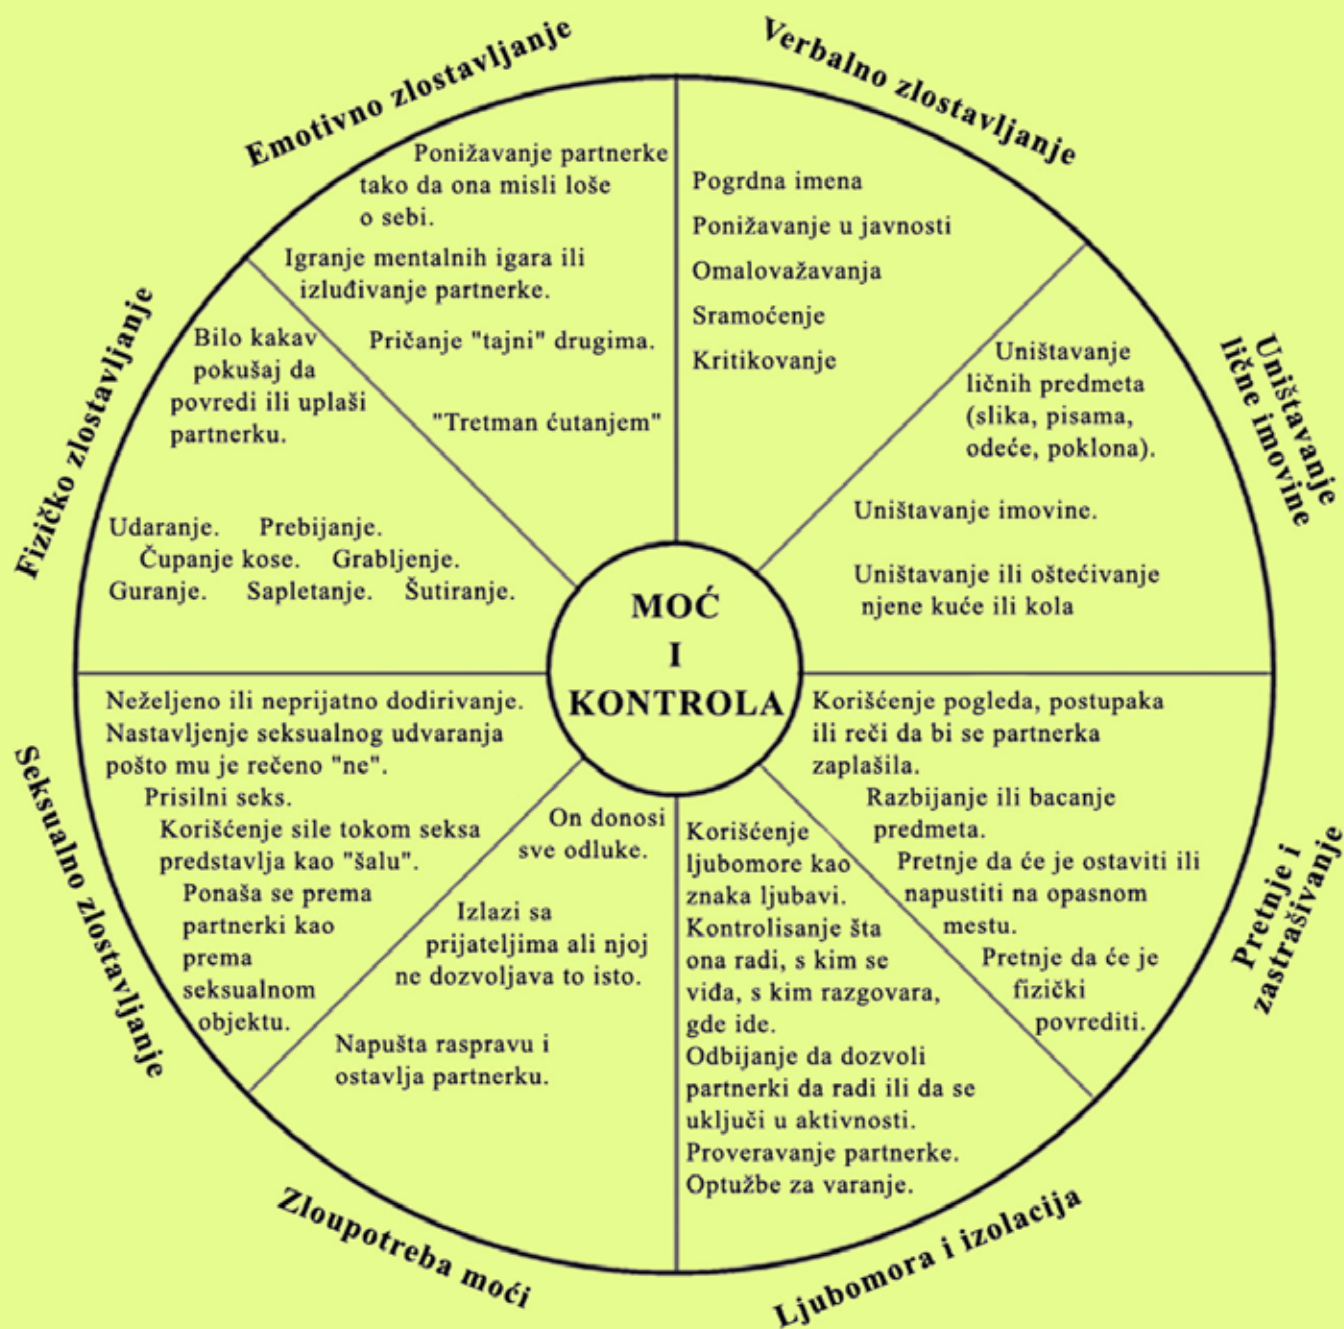 Emotivno zlostavljanje
Ponižavanje partnerke
tako da ona misli loše
o sebi.
Igranje mentalnih igara ili
izluđivanje partnerke.
Pričanje "tajni" drugima.
"Tretman ćutanjem"
Verbalno zlostavljanje
Pogrdna imena
Ponižavanje u javnosti
Omalovažavanja
Sramoćenje
Kritikovanje
Uništavanje
lične imovine
Uništavanje
ličnih predmeta
(slika, pisama,
odeće, poklona).
Uništavanje imovine.
Uništavanje ili oštećivanje
njene kuće ili kola
Pretnje i
zastrašivanje
Korišćenje pogleda, postupaka
ili reči da bi se partnerka
zaplašila.
Razbijanje ili bacanje
predmeta.
Pretnje da će je ostaviti ili
napustiti na opasnom
mestu.
Pretnje da će je
fizički
povrediti.
Ljubomora i izolacija
Korišćenje
ljubomore kao
znaka ljubavi.
Kontrolisanje šta
ona radi, s kim se
viđa, s kim razgovara,
gde ide.
Odbijanje da dozvoli
partnerki da radi ili da se
uključi u aktivnosti.
Proveravanje partnerke.
Optužbe za varanje.
Zloupotreba moći
On donosi
sve odluke.
Izlazi sa
prijateljima ali njoj
ne dozvoljava to isto.
Napušta raspravu i
ostavlja partnerku.
Seksualno zlostavljanje
Neželjeno ili neprijatno dodirivanje.
Nastavljenje seksualnog udvaranja
pošto mu je rečeno "ne".
Prisilni seks.
Korišćenje sile tokom seksa
predstavlja kao "šalu".
Ponaša se prema
partnerki kao
prema
seksualnom
objektu.
Fizičko zlostavljanje
Bilo kakav
pokušaj da
povredi ili uplaši
partnerku.
Udaranje. Prebijanje.
Čupanje kose. Grabljenje.
Guranje. Sapletanje. Šutiranje.
MOĆ
I
KONTROLA